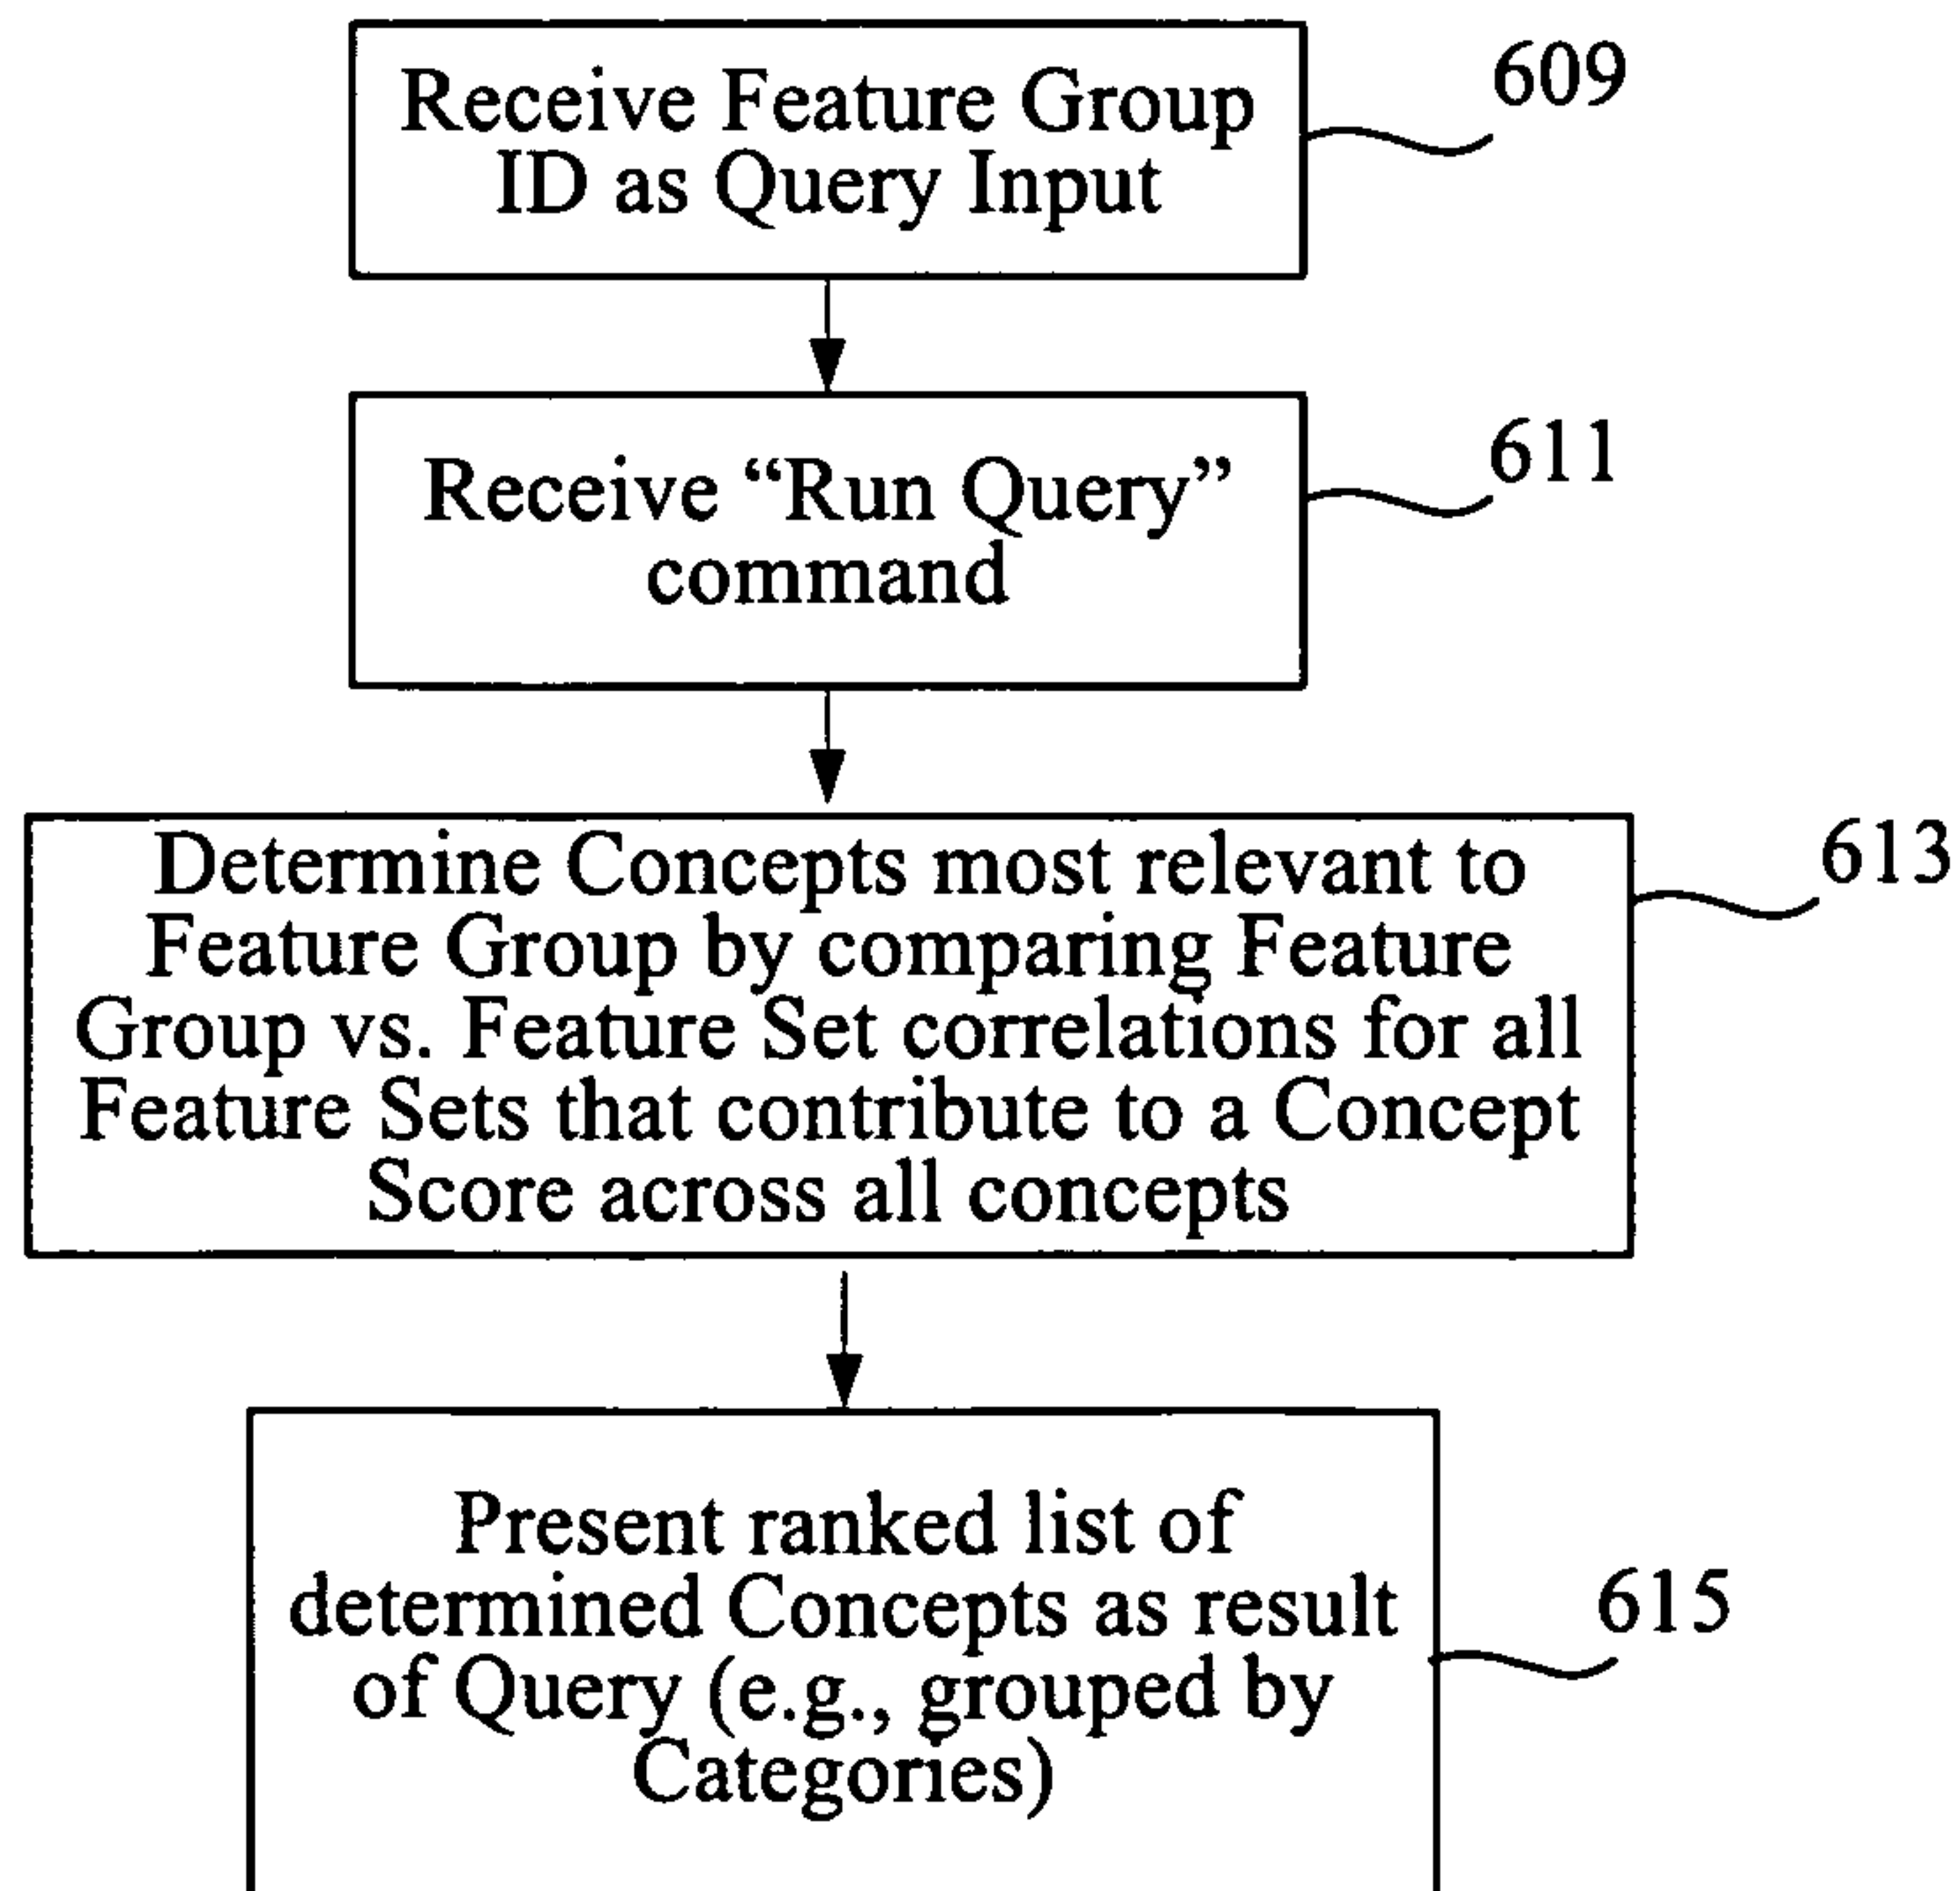 Receive Feature Group
ID as Query Input
609
Receive “Run Query”
command
611
Determine Concepts most relevant to
Feature Group by comparing Feature
Group vs. Feature Set correlations for all
Feature Sets that contribute to a Concept
Score across all concepts
613
Present ranked list of
determined Concepts as result
of Query (e.g., grouped by
Categories)
615